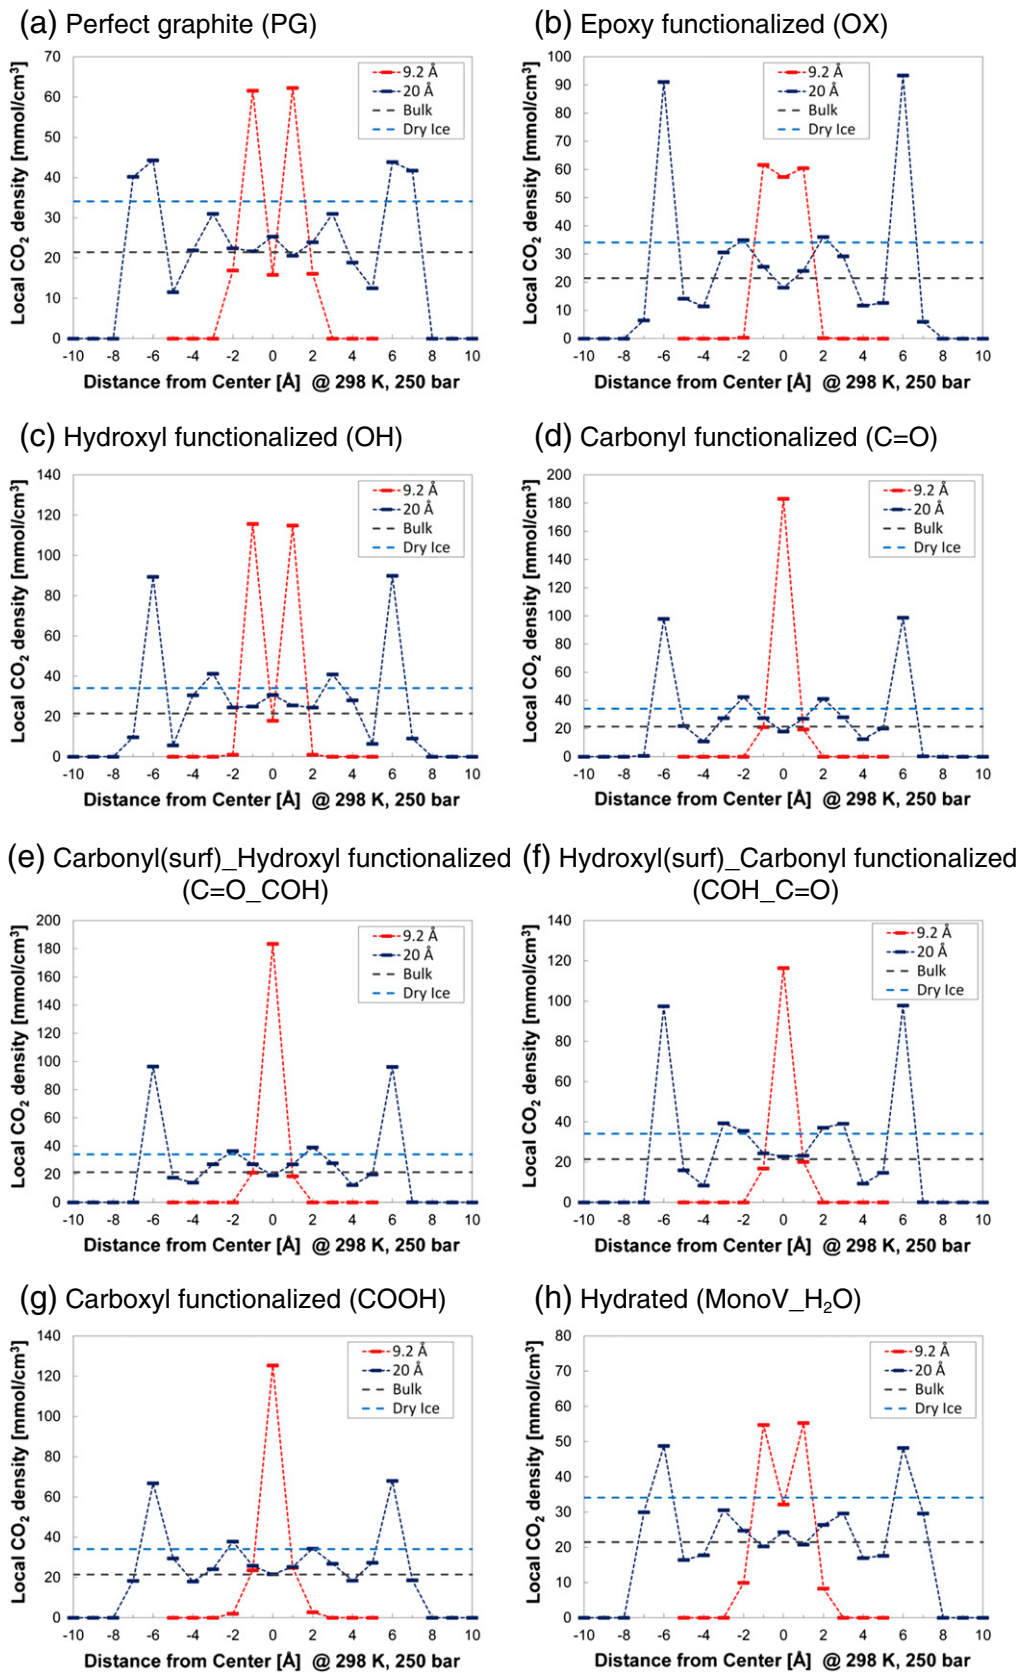 (a) Perfect graphite (PG)
Local CO2 density [mmol/cm3]
70
60
50
40
30
20
10
0
9.2 Å
20 Å
Bulk
Dry Ice
-10 -8 -6 -4 -2 0 2 4 6 8 10
Distance from Center [Å] @ 298 K, 250 bar
(b) Epoxy functionalized (OX)
Local CO2 density [mmol/cm3]
100
90
80
70
60
50
40
30
20
10
0
9.2 Å
20 Å
Bulk
Dry Ice
-10 -8 -6 -4 -2 0 2 4 6 8 10
Distance from Center [Å] @ 298 K, 250 bar
(c) Hydroxyl functionalized (OH)
Local CO2 density [mmol/cm3]
140
120
100
80
60
40
20
0
9.2 Å
20 Å
Bulk
Dry Ice
-10 -8 -6 -4 -2 0 2 4 6 8 10
Distance from Center [Å] @ 298 K, 250 bar
(d) Carbonyl functionalized (C=O)
Local CO2 density [mmol/cm3]
200
180
160
140
120
100
80
60
40
20
0
9.2 Å
20 Å
Bulk
Dry Ice
-10 -8 -6 -4 -2 0 2 4 6 8 10
Distance from Center [Å] @ 298 K, 250 bar
(e) Carbonyl(surf)_Hydroxyl functionalized
(C=O_COH)
Local CO2 density [mmol/cm3]
200
180
160
140
120
100
80
60
40
20
0
9.2 Å
20 Å
Bulk
Dry Ice
-10 -8 -6 -4 -2 0 2 4 6 8 10
Distance from Center [Å] @ 298 K, 250 bar
(f) Hydroxyl(surf)_Carbonyl functionalized
(COH_C=O)
Local CO2 density [mmol/cm3]
140
120
100
80
60
40
20
0
9.2 Å
20 Å
Bulk
Dry Ice
-10 -8 -6 -4 -2 0 2 4 6 8 10
Distance from Center [Å] @ 298 K, 250 bar
(g) Carboxyl functionalized (COOH)
Local CO2 density [mmol/cm3]
140
120
100
80
60
40
20
0
9.2 Å
20 Å
Bulk
Dry Ice
-10 -8 -6 -4 -2 0 2 4 6 8 10
Distance from Center [Å] @ 298 K, 250 bar
(h) Hydrated (MonoV_H2O)
Local CO2 density [mmol/cm3]
80
70
60
50
40
30
20
10
0
9.2 Å
20 Å
Bulk
Dry Ice
-10 -8 -6 -4 -2 0 2 4 6 8 10
Distance from Center [Å] @ 298 K, 250 bar